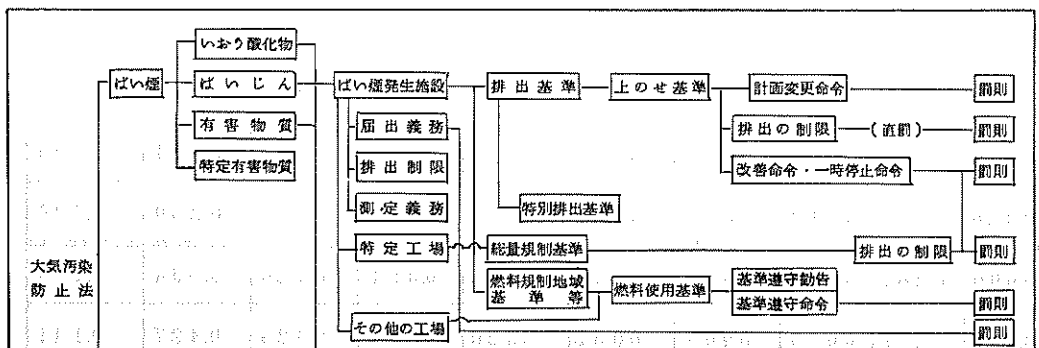 いおう酸化物
ばい煙 ばいじん ばい煙発生施設 排出基準 上のせ基準 計画変更命令 罰則
有害物質 届出義務 排出の制限 (直罰) 罰則
特定有害物質 排出制限 改善命令・一時停止命令 罰則
測定義務 特別排出基準
大気汚染
防止法
特定工場 総量規制基準 排出の制限 罰則
燃料規制地域
基準等
燃料使用基準 基準遵守勧告
基準遵守命令 罰則
その他の工場 罰則